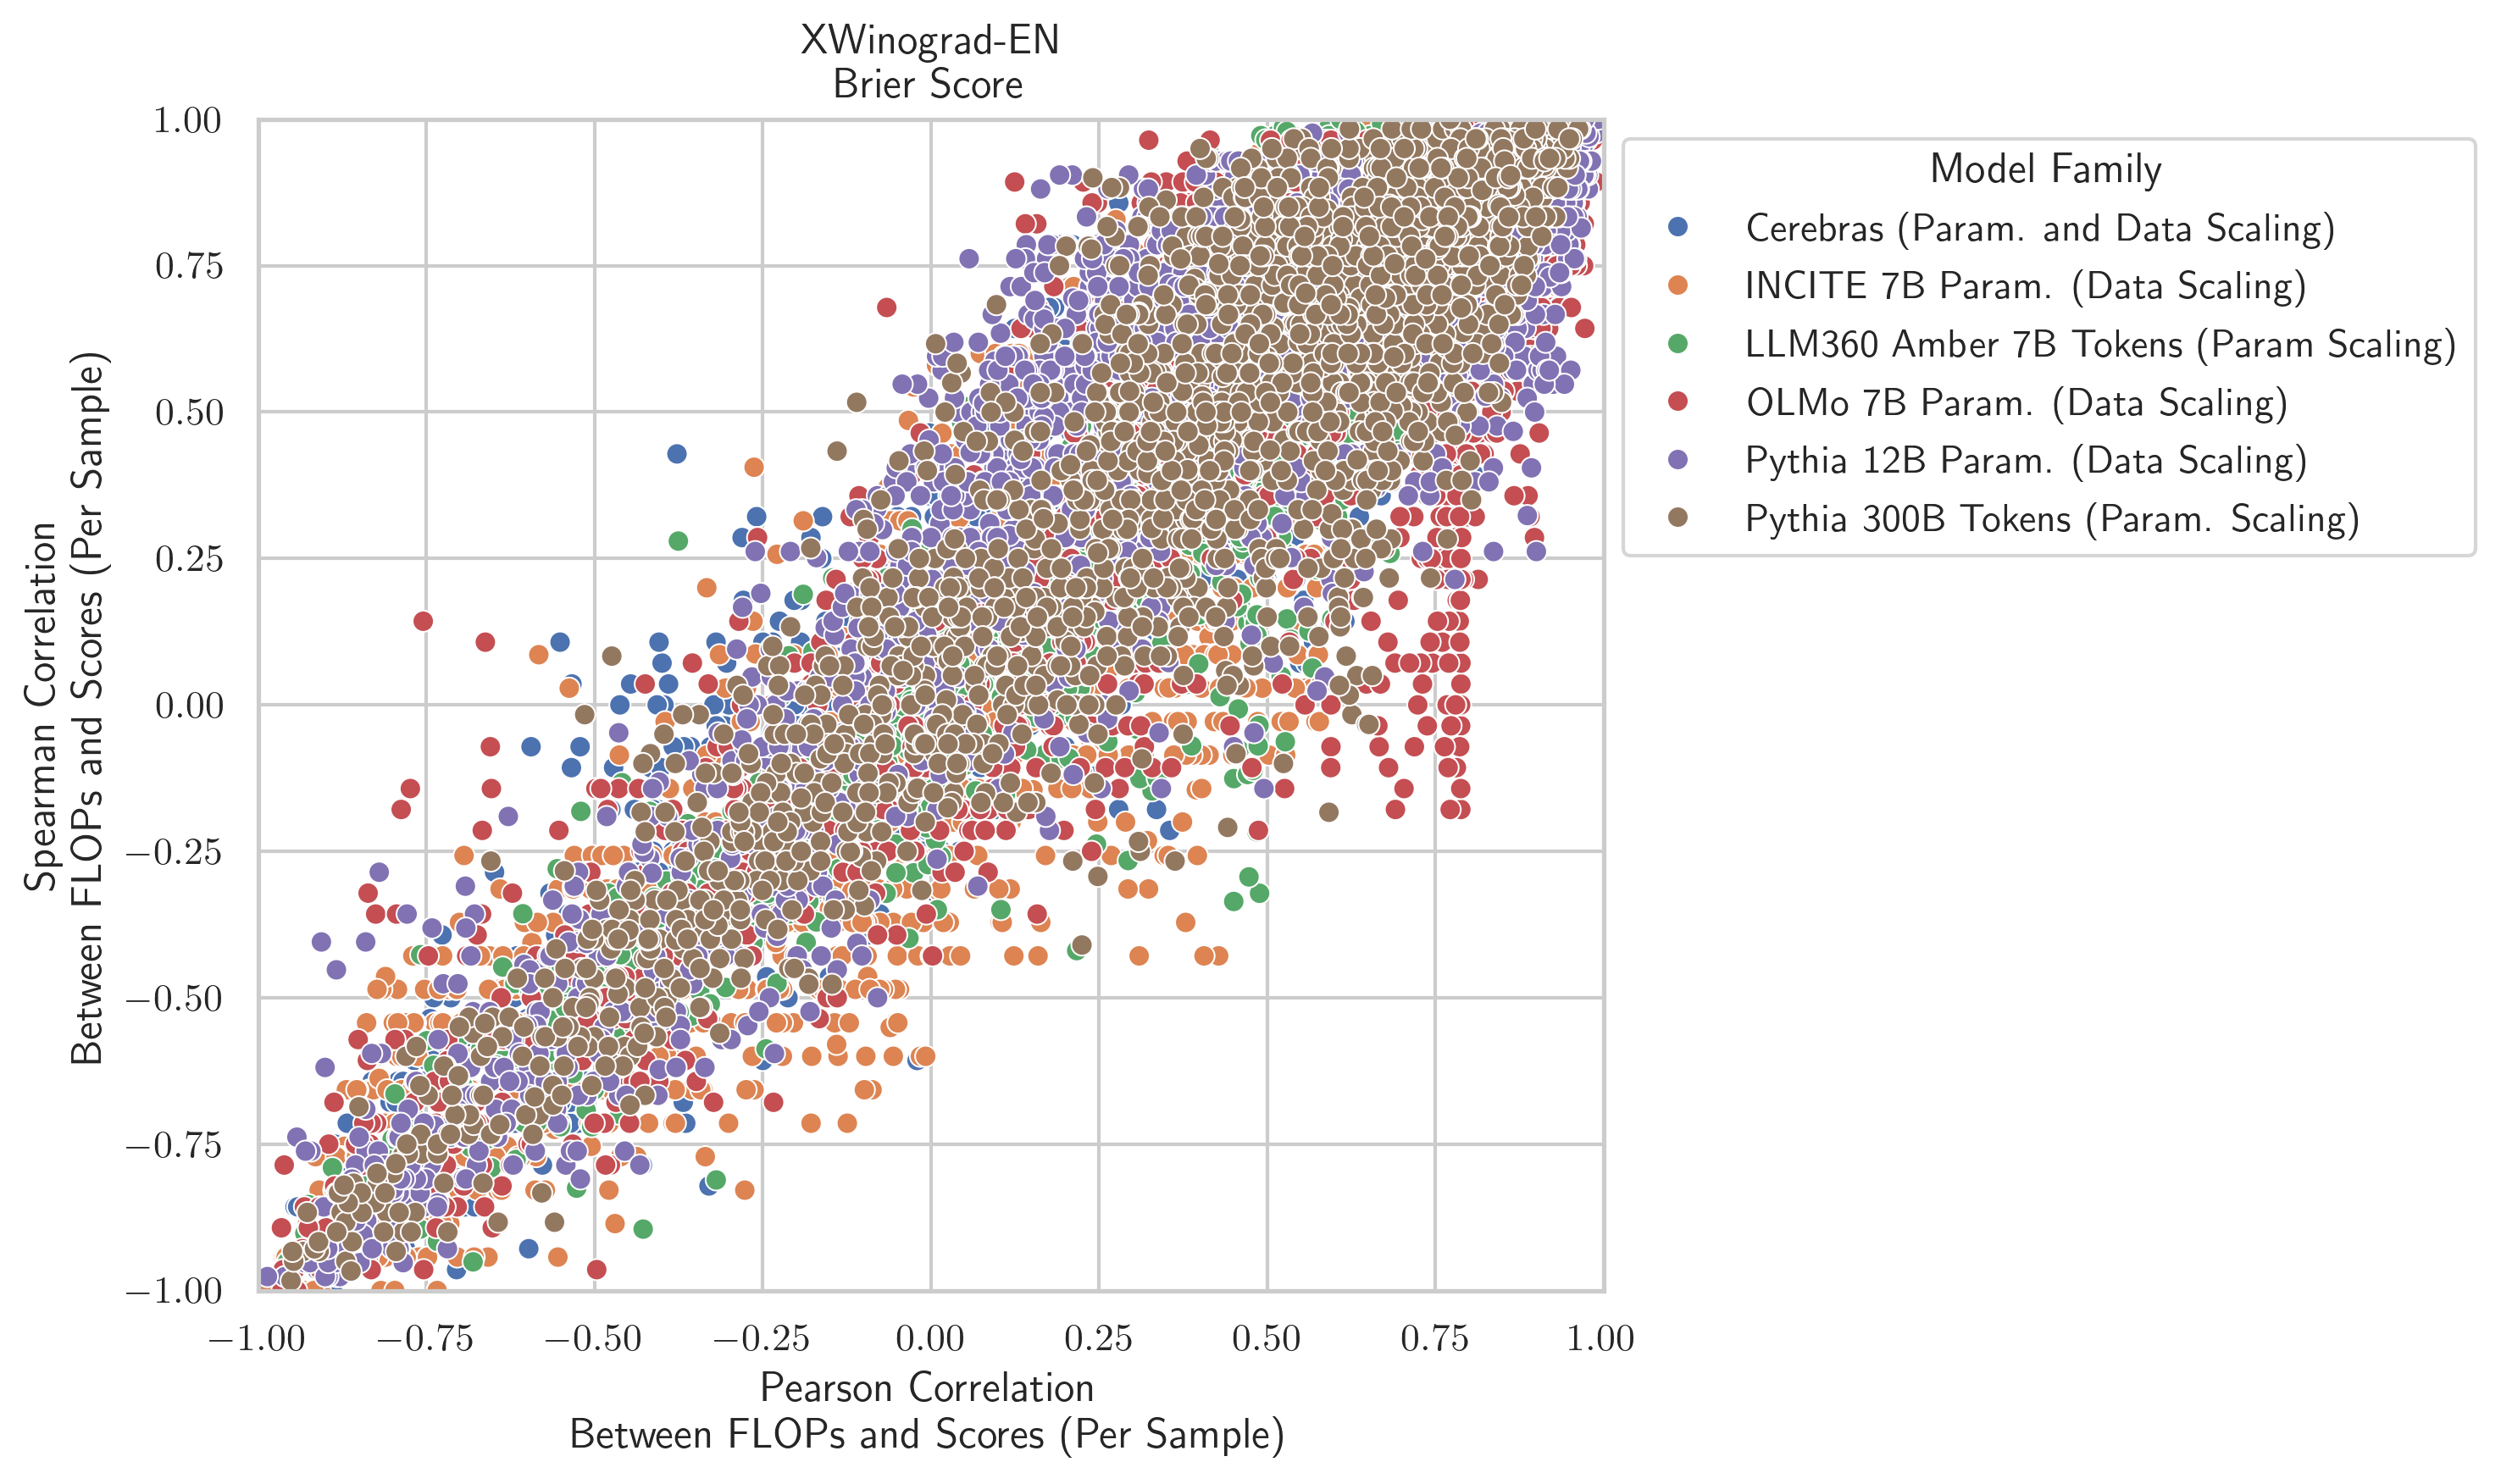 XWinograd-EN
Brier Score
1.00
0.75
0.50
0.25
0.00
−0.25
−0.50
−0.75
−1.00
Spearman Correlation
Between FLOPs and Scores (Per Sample)
−1.00 −0.75 −0.50 −0.25 0.00 0.25 0.50 0.75 1.00
Pearson Correlation
Between FLOPs and Scores (Per Sample)
Model Family
Cerebras (Param. and Data Scaling)
INCITE 7B Param. (Data Scaling)
LLM360 Amber 7B Tokens (Param Scaling)
OLMo 7B Param. (Data Scaling)
Pythia 12B Param. (Data Scaling)
Pythia 300B Tokens (Param. Scaling)